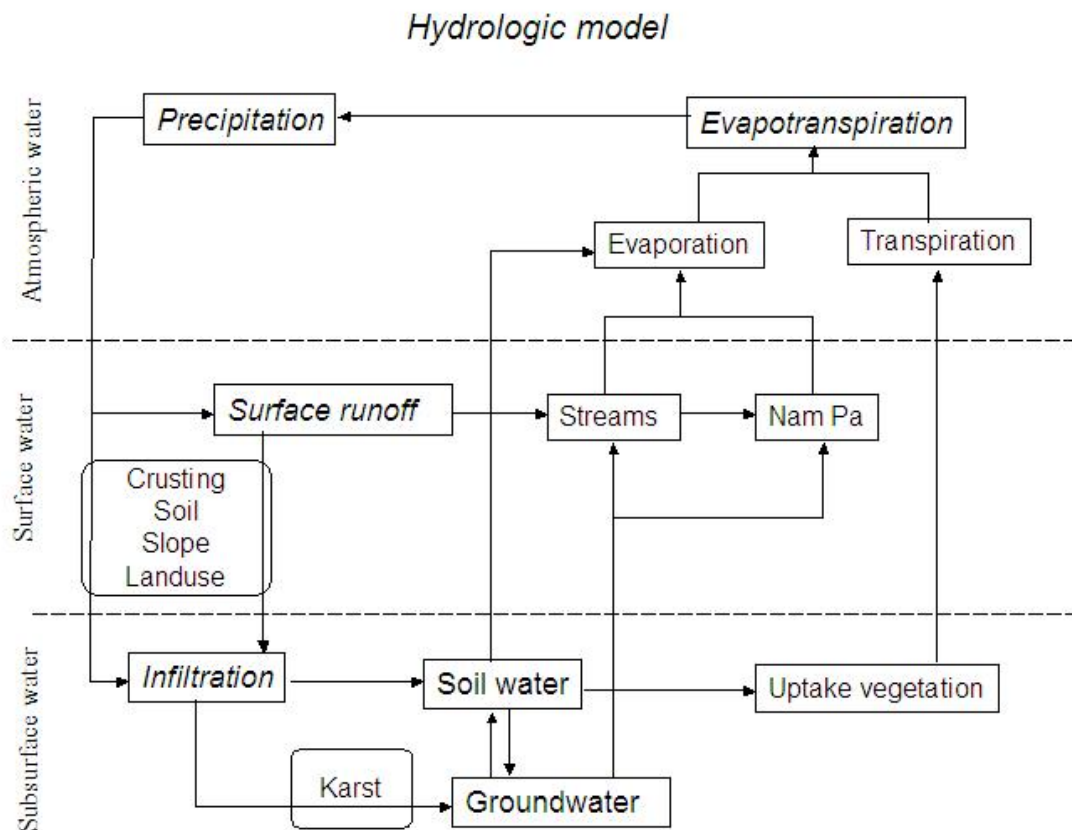 Hydrologic model
Atmospheric water
Precipitation
Evapotranspiration
Evaporation
Transpiration
Surface water
Surface runoff
Streams
Nam Pa
Crusting
Soil
Slope
Landuse
Subsurface water
Infiltration
Soil water
Uptake vegetation
Karst
Groundwater